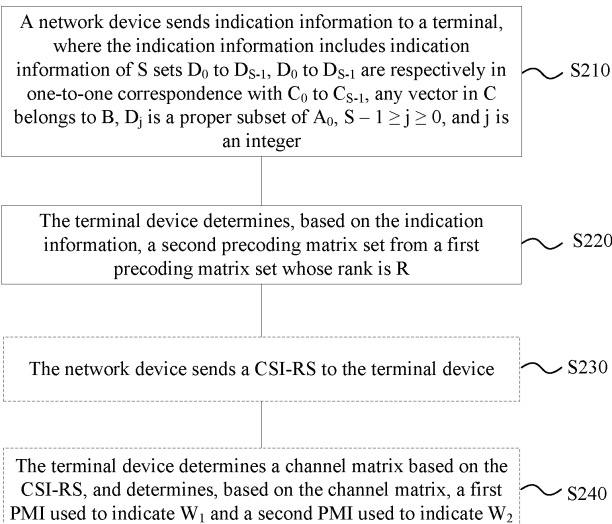 A network device sends indication information to a terminal,
where the indication information includes indication
information of S sets D₀ to D_S-1, D₀ to D_S-1 are respectively in
one-to-one correspondence with C₀ to C_S-1, any vector in C
belongs to B, D_j is a proper subset of A₀, S – 1 ≥ j ≥ 0, and j is
an integer
S210
The terminal device determines, based on the indication
information, a second precoding matrix set from a first
precoding matrix set whose rank is R
S220
The network device sends a CSI-RS to the terminal device
S230
The terminal device determines a channel matrix based on the
CSI-RS, and determines, based on the channel matrix, a first
PMI used to indicate W₁ and a second PMI used to indicate W₂
S240